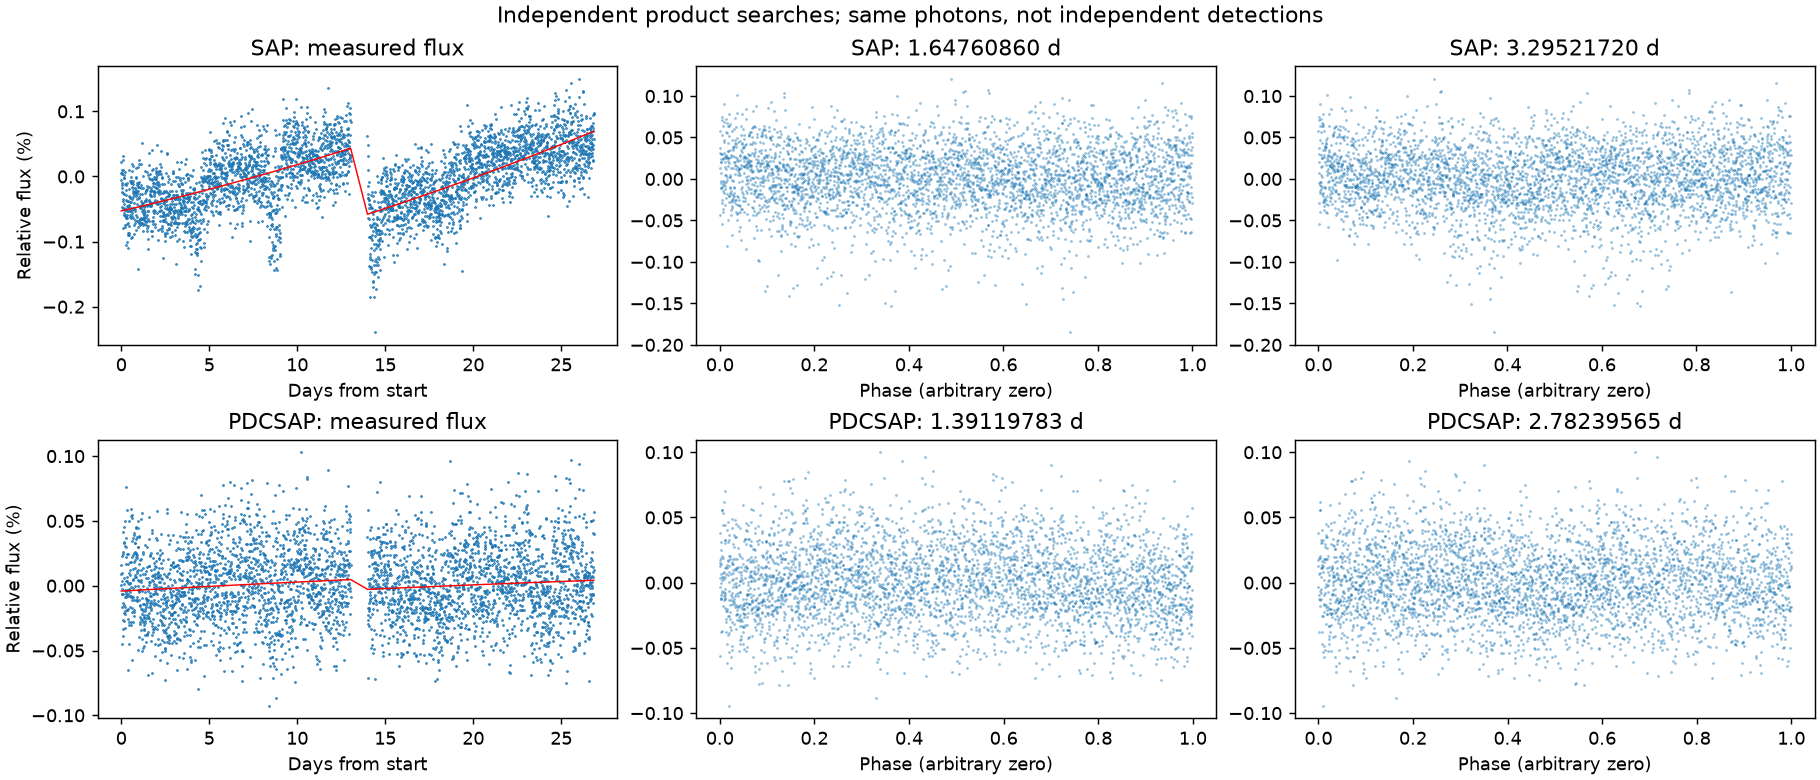 Independent product searches; same photons, not independent detections
SAP: measured flux
SAP: 1.64760860 d
SAP: 3.29521720 d
Relative flux (%)
0.1
0.0
−0.1
−0.2
0 5 10 15 20 25
Days from start
0.10
0.05
0.00
−0.05
−0.10
−0.15
−0.20
0.0 0.2 0.4 0.6 0.8 1.0
Phase (arbitrary zero)
0.10
0.05
0.00
−0.05
−0.10
−0.15
−0.20
0.0 0.2 0.4 0.6 0.8 1.0
Phase (arbitrary zero)
PDCSAP: measured flux
PDCSAP: 1.39119783 d
PDCSAP: 2.78239565 d
Relative flux (%)
0.10
0.05
0.00
−0.05
−0.10
0 5 10 15 20 25
Days from start
0.10
0.05
0.00
−0.05
−0.10
0.0 0.2 0.4 0.6 0.8 1.0
Phase (arbitrary zero)
0.10
0.05
0.00
−0.05
−0.10
0.0 0.2 0.4 0.6 0.8 1.0
Phase (arbitrary zero)